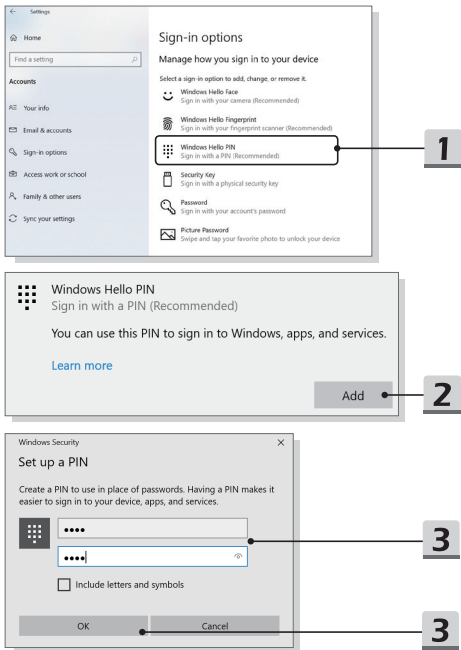 Settings
Home
Find a setting
Accounts
Your info
Email & accounts
Sign-in options
Access work or school
Family & other users
Sync your settings
Sign-in options
Manage how you sign in to your device
Select a sign-in option to add, change, or remove it.
Windows Hello Face
Sign in with your camera (Recommended)
Windows Hello Fingerprint
Sign in with your fingerprint scanner (Recommended)
Windows Hello PIN
Sign in with a PIN (Recommended)
Security Key
Sign in with a physical security key
Password
Sign in with your account's password
Picture Password
Swipe and tap your favorite photo to unlock your device
1
Windows Hello PIN
Sign in with a PIN (Recommended)
You can use this PIN to sign in to Windows, apps, and services.
Learn more
Add
2
Windows Security
Set up a PIN
Create a PIN to use in place of passwords. Having a PIN makes it
easier to sign in to your device, apps, and services.
3
Include letters and symbols
OK Cancel
3